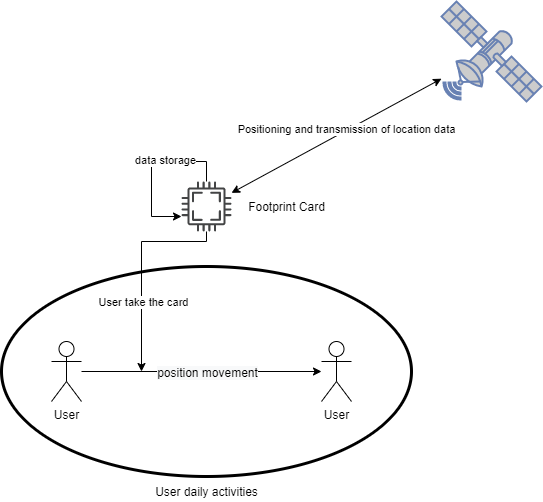 Positioning and transmission of location data
data storage
Footprint Card
User take the card
position movement
User
User
User daily activities